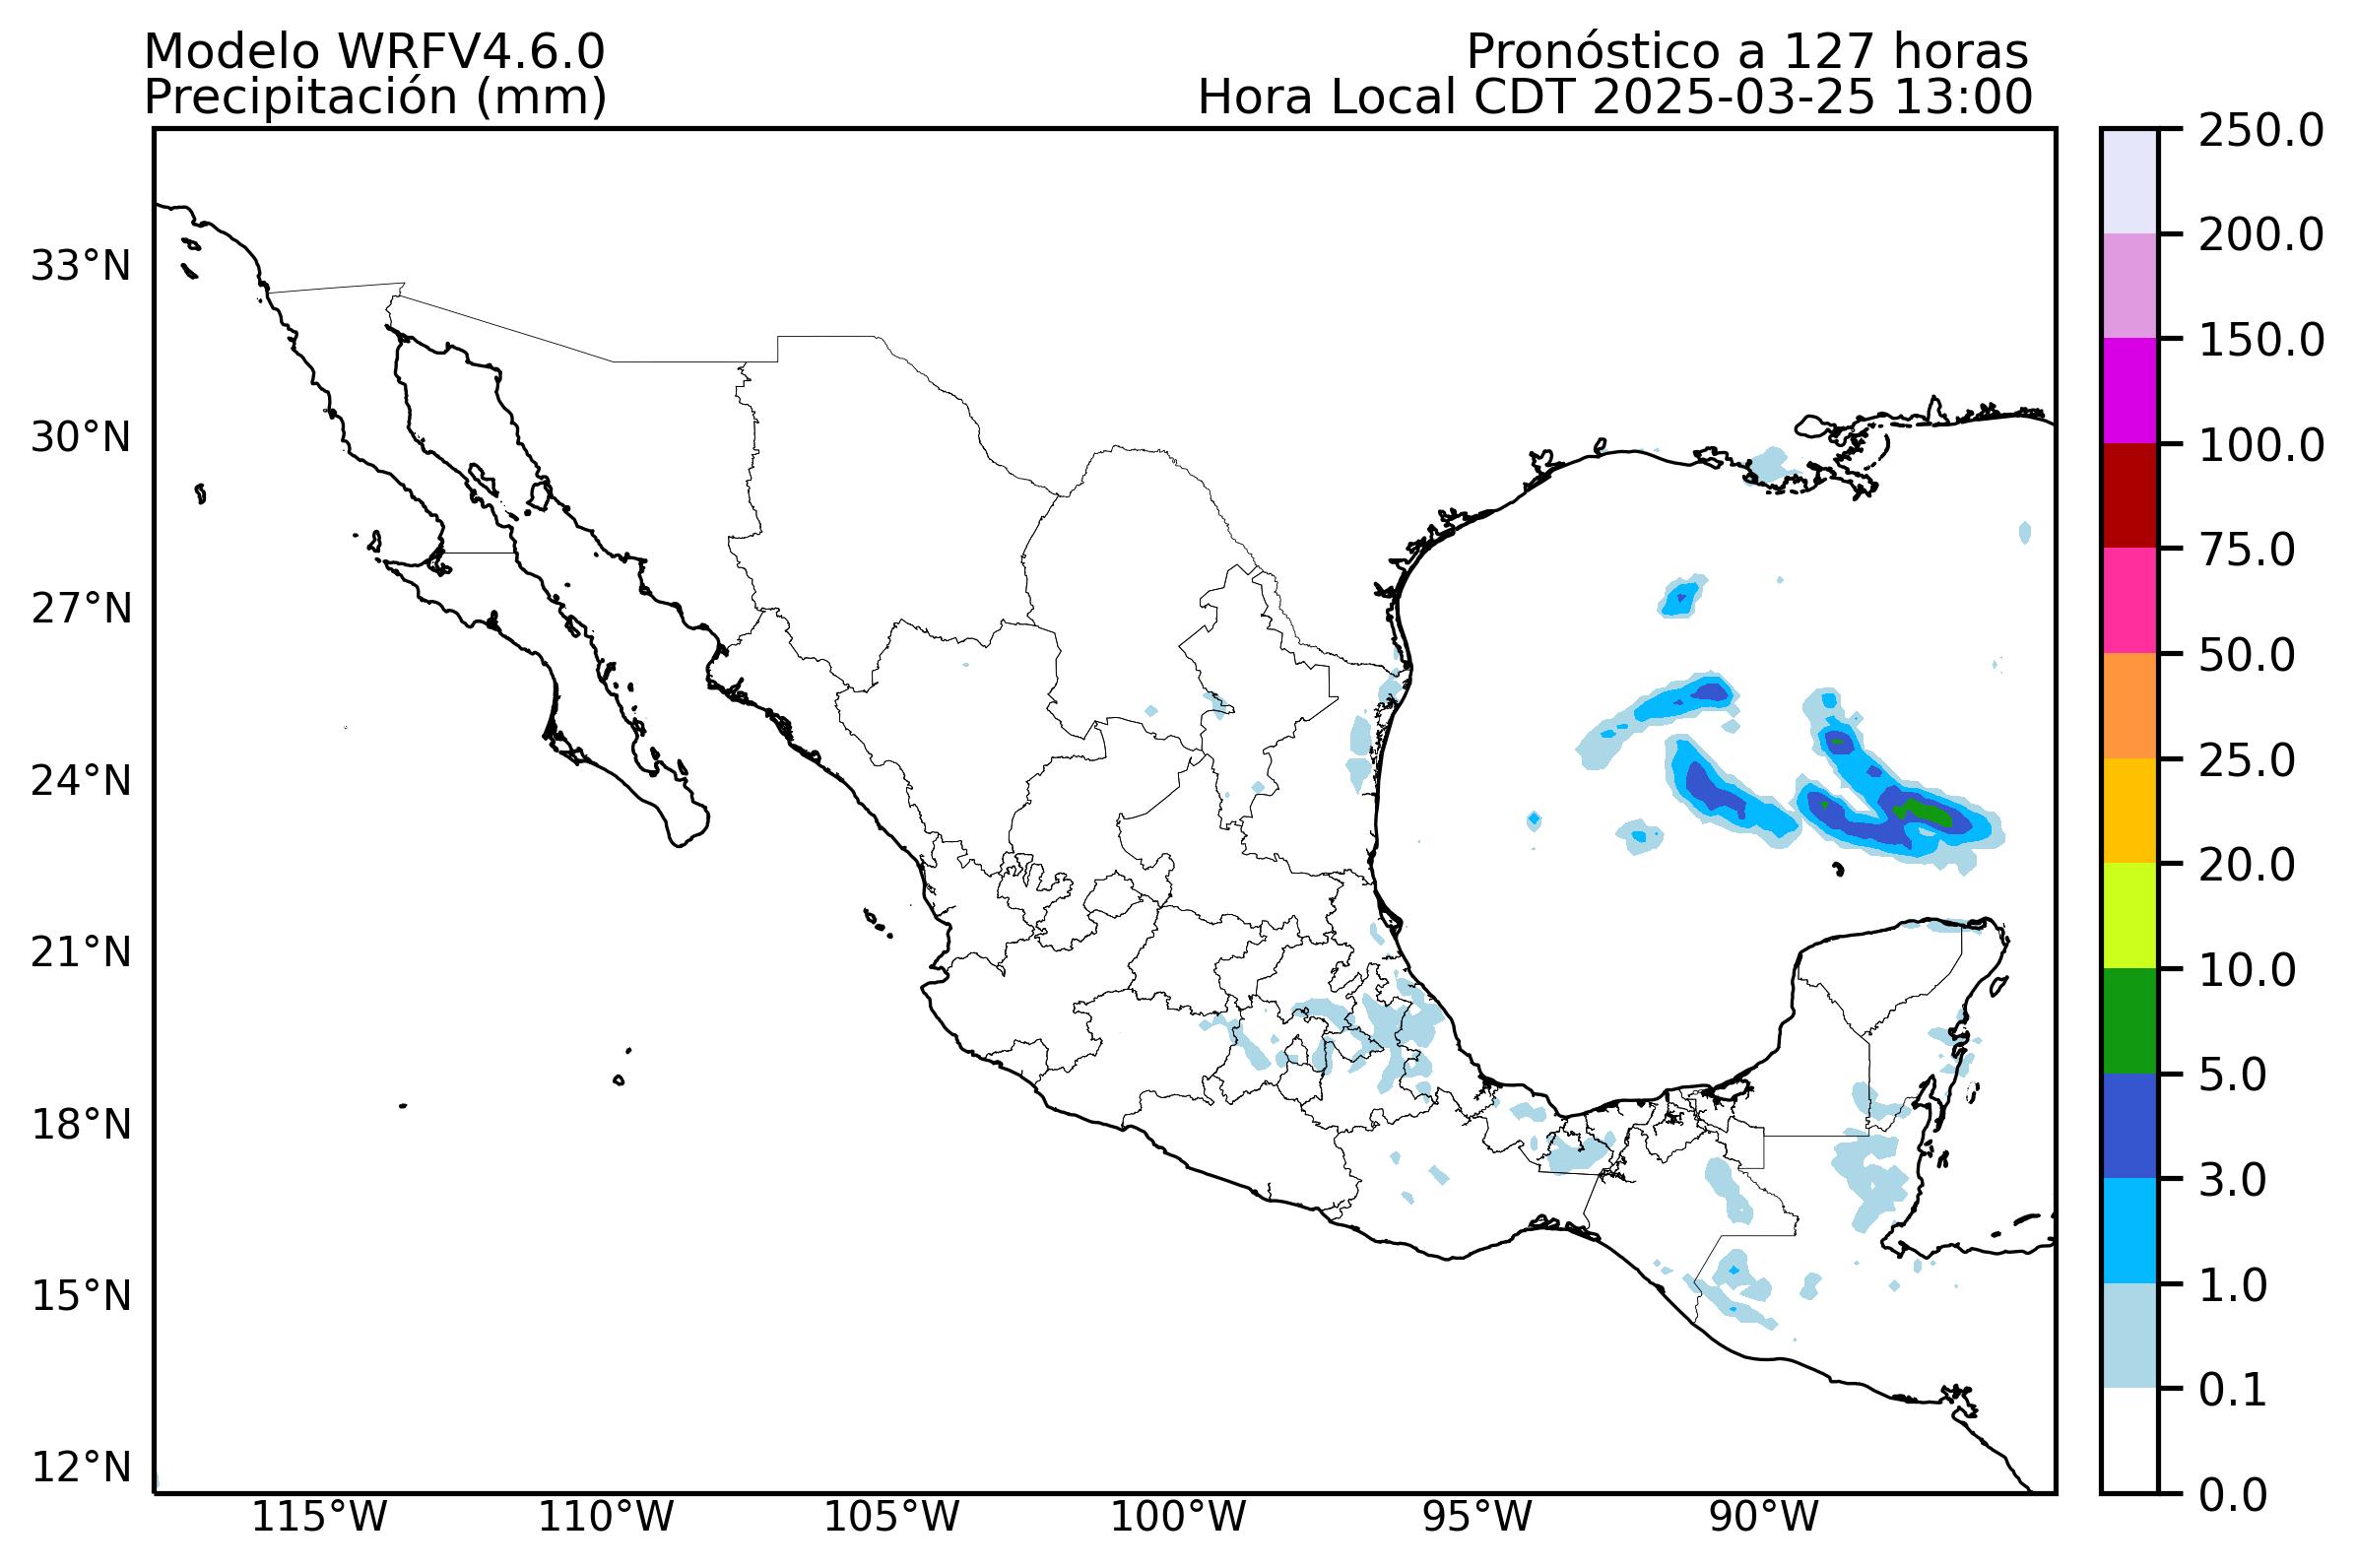 Modelo WRFV4.6.0
Precipitación (mm)
Pronóstico a 127 horas
Hora Local CDT 2025-03-25 13:00
33°N
30°N
27°N
24°N
21°N
18°N
15°N
12°N
115°W
110°W
105°W
100°W
95°W
90°W
250.0
200.0
150.0
100.0
75.0
50.0
25.0
20.0
10.0
5.0
3.0
1.0
0.1
0.0